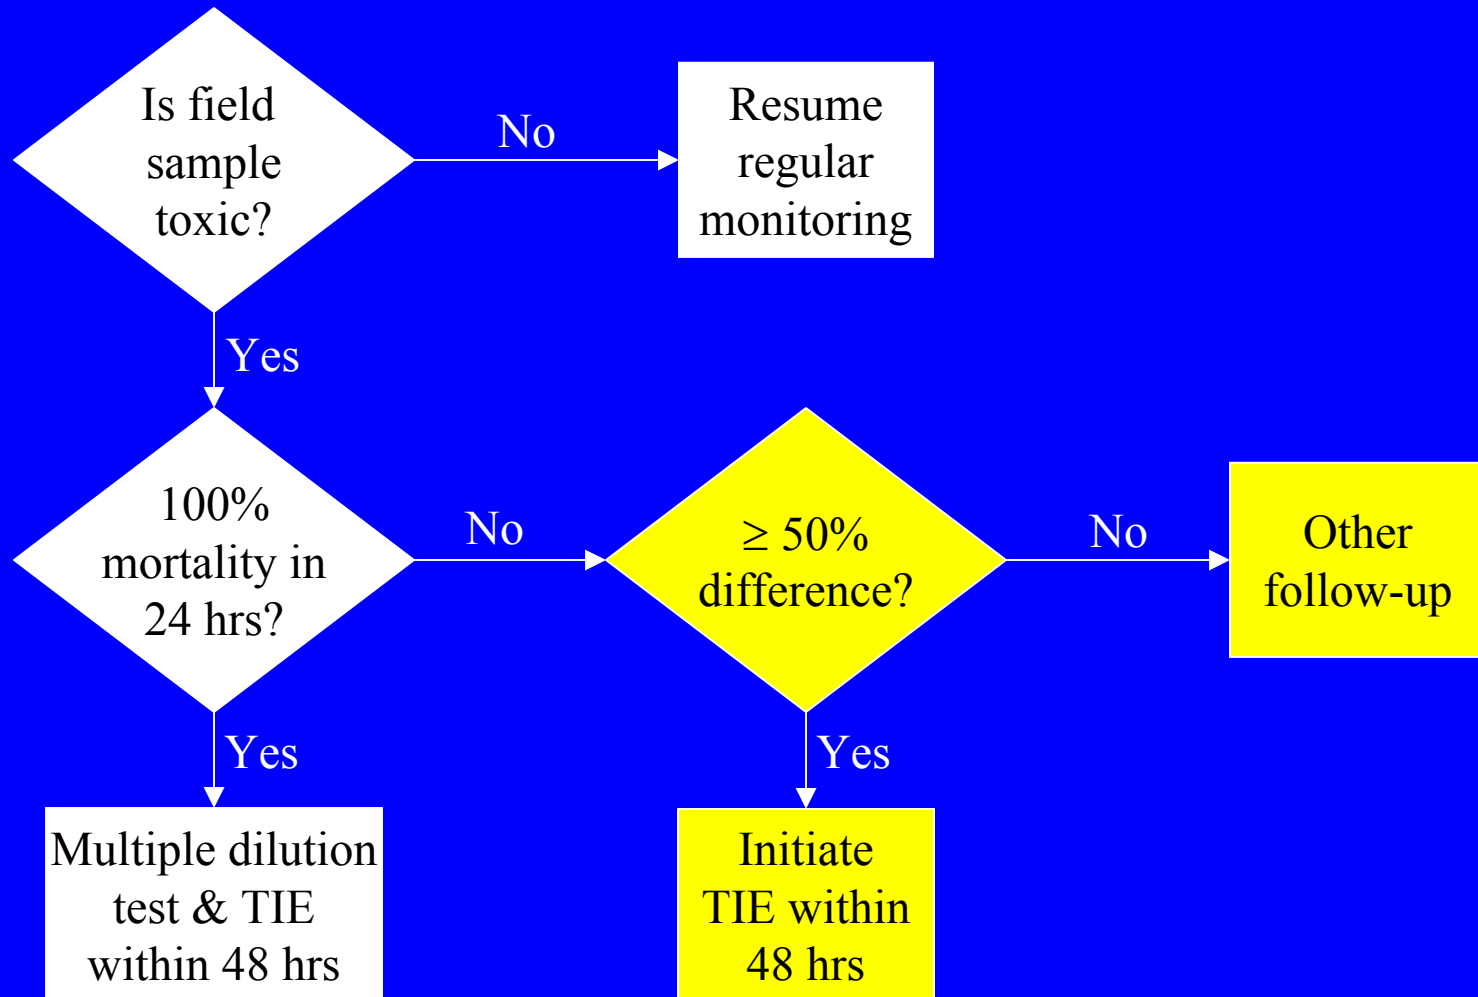 Is field
sample
toxic?
No
Resume
regular
monitoring
Yes
100%
mortality in
24 hrs?
No
≥ 50%
difference?
No
Other
follow-up
Yes
Multiple dilution
test & TIE
within 48 hrs
Yes
Initiate
TIE within
48 hrs